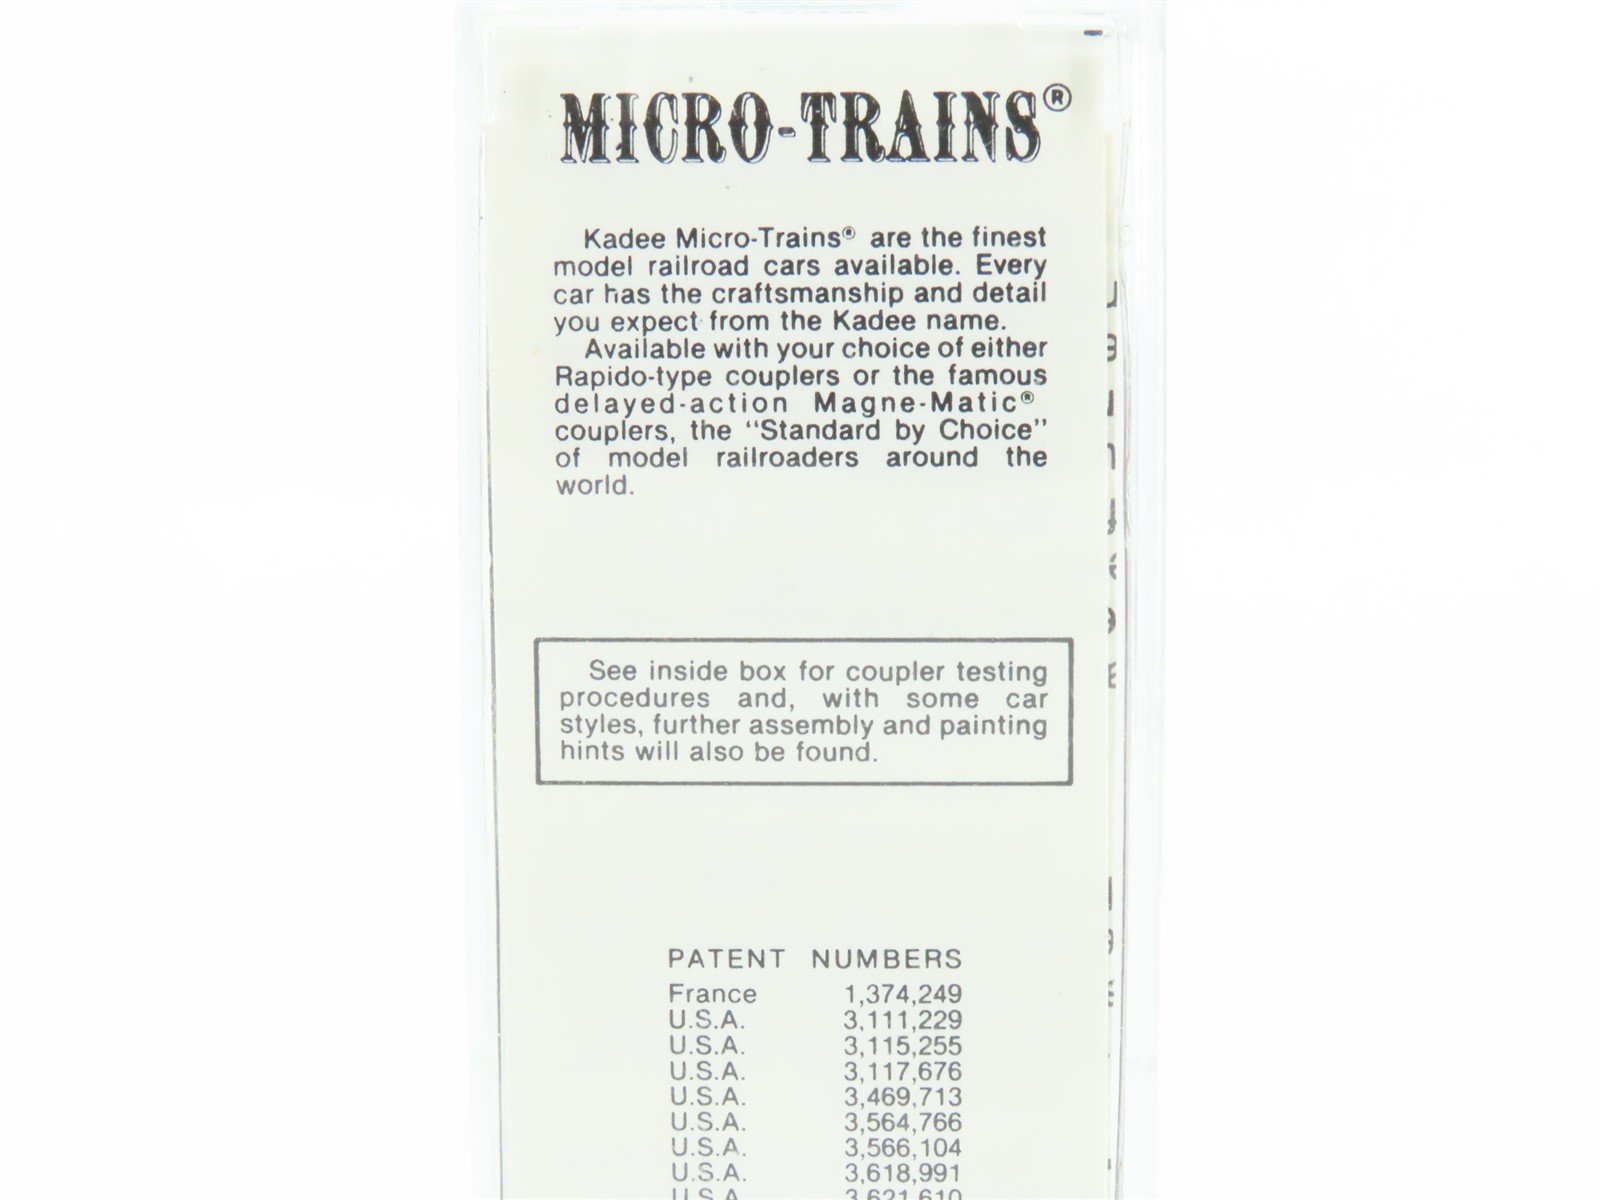 MICRO-TRAINS®
Kadee Micro-Trains® are the finest
model railroad cars available. Every
car has the craftsmanship and detail
you expect from the Kadee name.
Available with your choice of either
Rapido-type couplers or the famous
delayed-action Magne-Matic®
couplers, the "Standard by Choice"
of model railroaders around the
world.
See inside box for coupler testing
procedures and, with some car
styles, further assembly and painting
hints will also be found.
PATENT NUMBERS
France 1,374,249
U.S.A. 3,111,229
U.S.A. 3,115,255
U.S.A. 3,117,676
U.S.A. 3,469,713
U.S.A. 3,564,766
U.S.A. 3,566,104
U.S.A. 3,618,991
U.S.A. 3,621,610